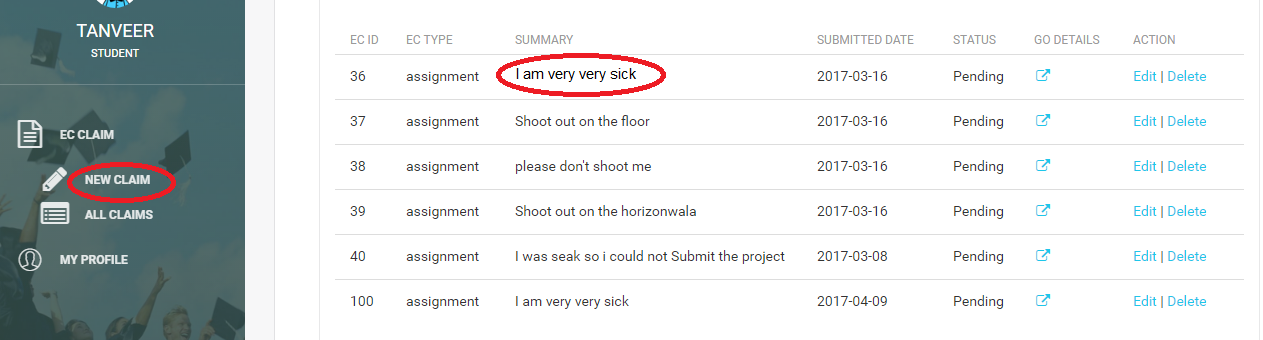 TANVEER
STUDENT
EC CLAIM
NEW CLAIM
ALL CLAIMS
MY PROFILE
EC ID EC TYPE SUMMARY SUBMITTED DATE STATUS GO DETAILS ACTION
36 assignment I am very very sick 2017-03-16 Pending Edit | Delete
37 assignment Shoot out on the floor 2017-03-16 Pending Edit | Delete
38 assignment please don't shoot me 2017-03-16 Pending Edit | Delete
39 assignment Shoot out on the horizonwala 2017-03-16 Pending Edit | Delete
40 assignment I was seak so i could not Submit the project 2017-03-08 Pending Edit | Delete
100 assignment I am very very sick 2017-04-09 Pending Edit | Delete